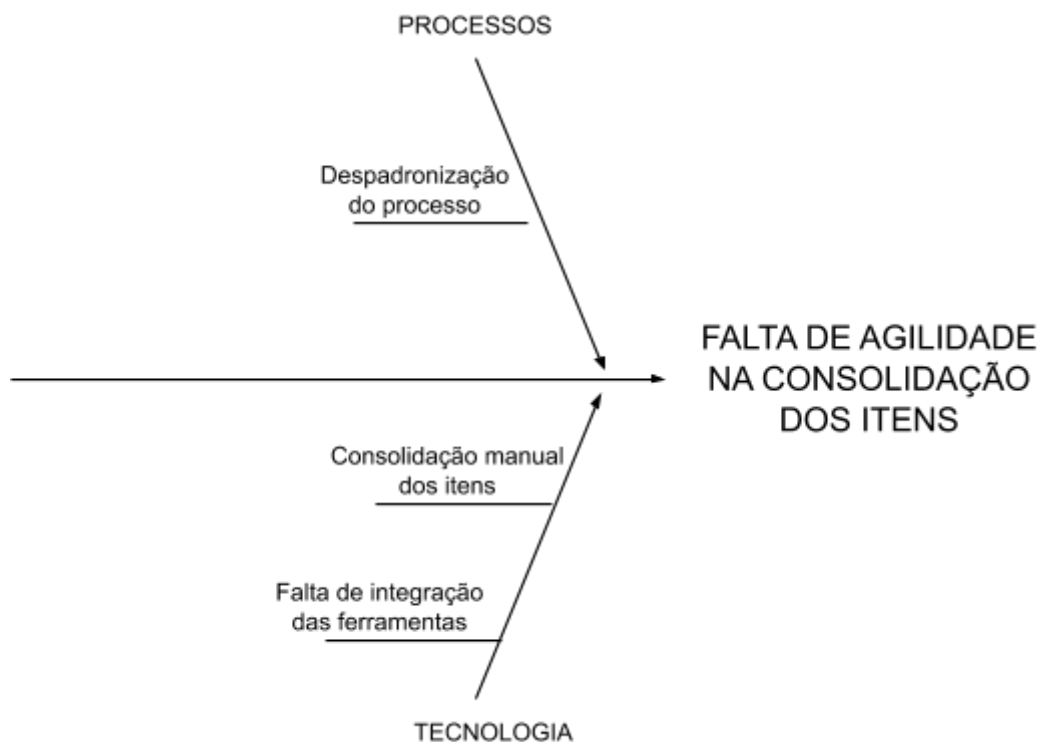 PROCESSOS
Despadronização
do processo
FALTA DE AGILIDADE
NA CONSOLIDAÇÃO
DOS ITENS
Consolidação manual
dos itens
Falta de integração
das ferramentas
TECNOLOGIA